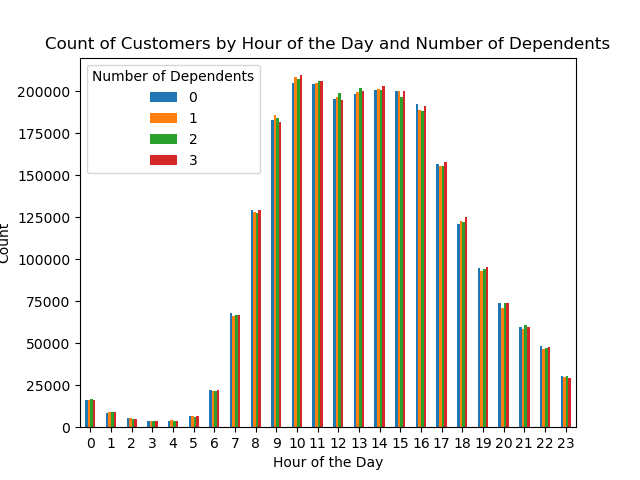 Count of Customers by Hour of the Day and Number of Dependents
Number of Dependents
0
1
2
3
200000
175000
150000
125000
100000
75000
50000
25000
0
Count
0 1 2 3 4 5 6 7 8 9 10 11 12 13 14 15 16 17 18 19 20 21 22 23
Hour of the Day